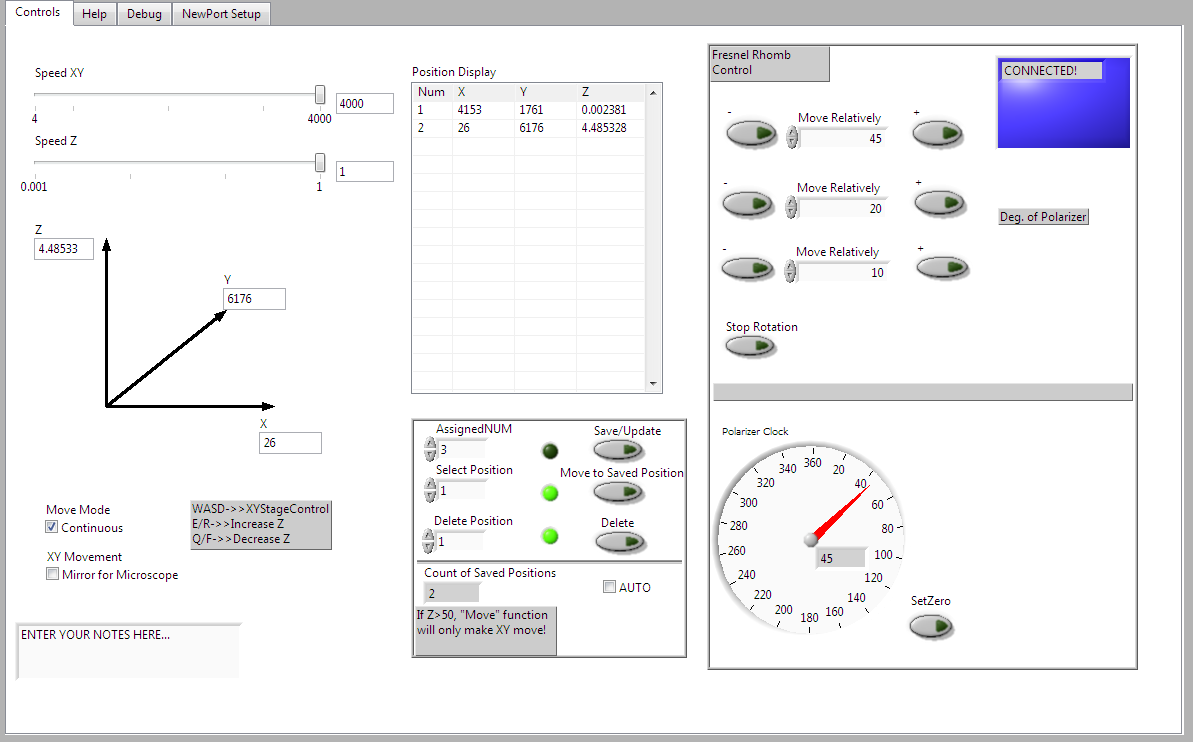 Controls
Help
Debug
NewPort Setup
Speed XY
4000
4
4000
Speed Z
1
0.001
1
Z
4.48533
Y
6176
X
26
Move Mode
Continuous
XY Movement
Mirror for Microscope
WASD->>XYStageControl
E/R->>Increase Z
Q/F->>Decrease Z
ENTER YOUR NOTES HERE...
Position Display
Num X Y Z
1 4153 1761 0.002381
2 26 6176 4.485328
AssignedNUM
3
Save/Update
Select Position
1
Move to Saved Position
Delete Position
1
Delete
Count of Saved Positions
2
AUTO
If Z>50, "Move" function
will only make XY move!
Fresnel Rhomb
Control
CONNECTED!
- Move Relatively +
45
- Move Relatively +
20
Deg. of Polarizer
- Move Relatively +
10
Stop Rotation
Polarizer Clock
360
20
40
60
80
100
120
140
160
180
200
220
240
260
280
300
320
340
45
SetZero